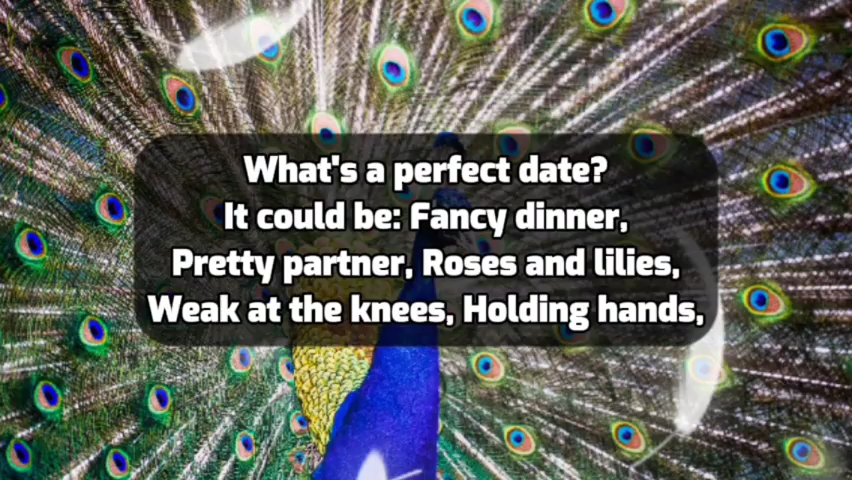 What's a perfect date?
It could be: Fancy dinner,
Pretty partner, Roses and lilies,
Weak at the knees, Holding hands,